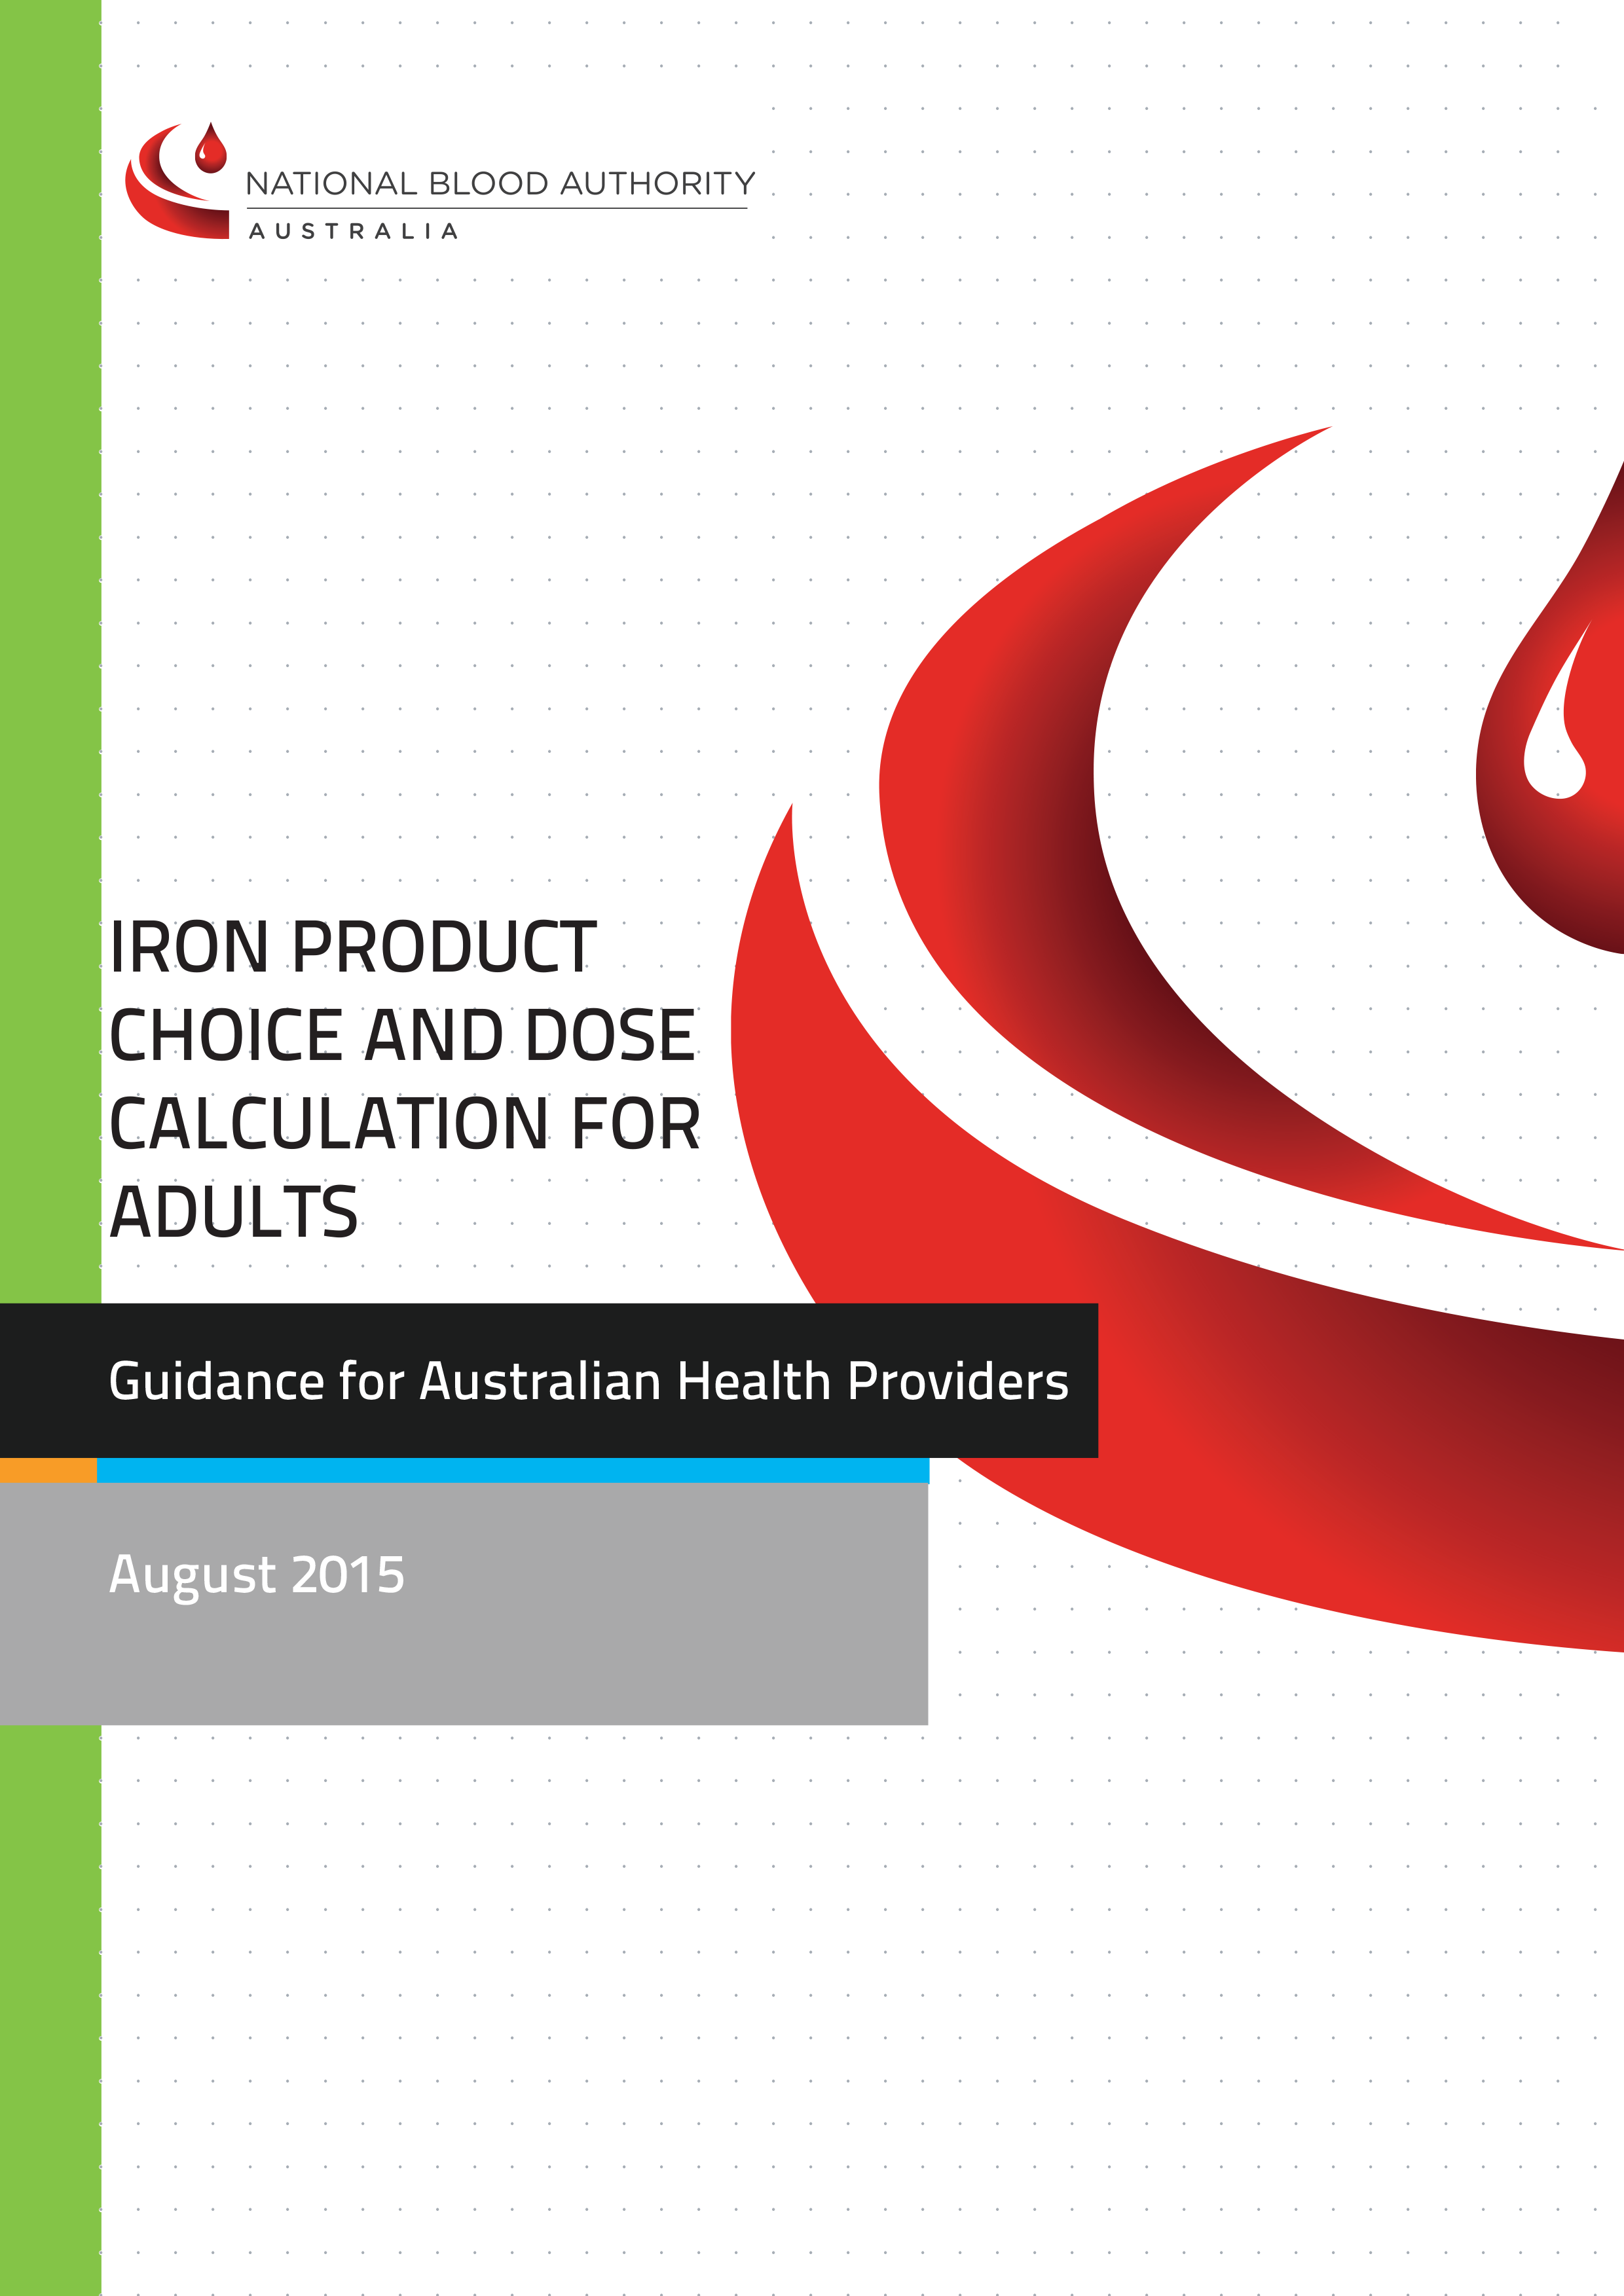 NATIONAL BLOOD AUTHORITY
AUSTRALIA
IRON PRODUCT
CHOICE AND DOSE
CALCULATION FOR
ADULTS
Guidance for Australian Health Providers
August 2015